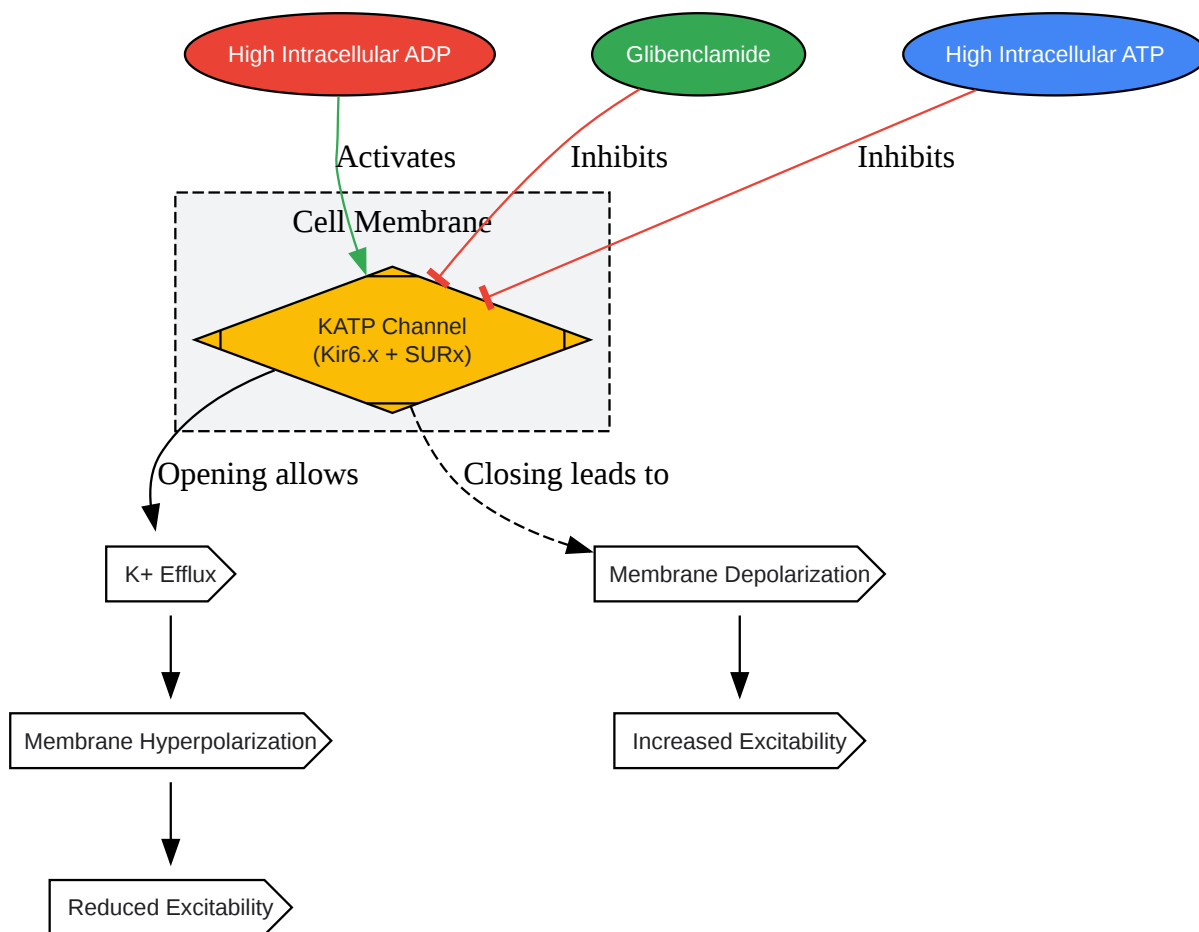 High Intracellular ADP
Glibenclamide
High Intracellular ATP
Activates
Inhibits
Inhibits
Cell Membrane
KATP Channel
(Kir6.x + SURx)
Opening allows
Closing leads to
K+ Efflux
Membrane Depolarization
Membrane Hyperpolarization
Increased Excitability
Reduced Excitability